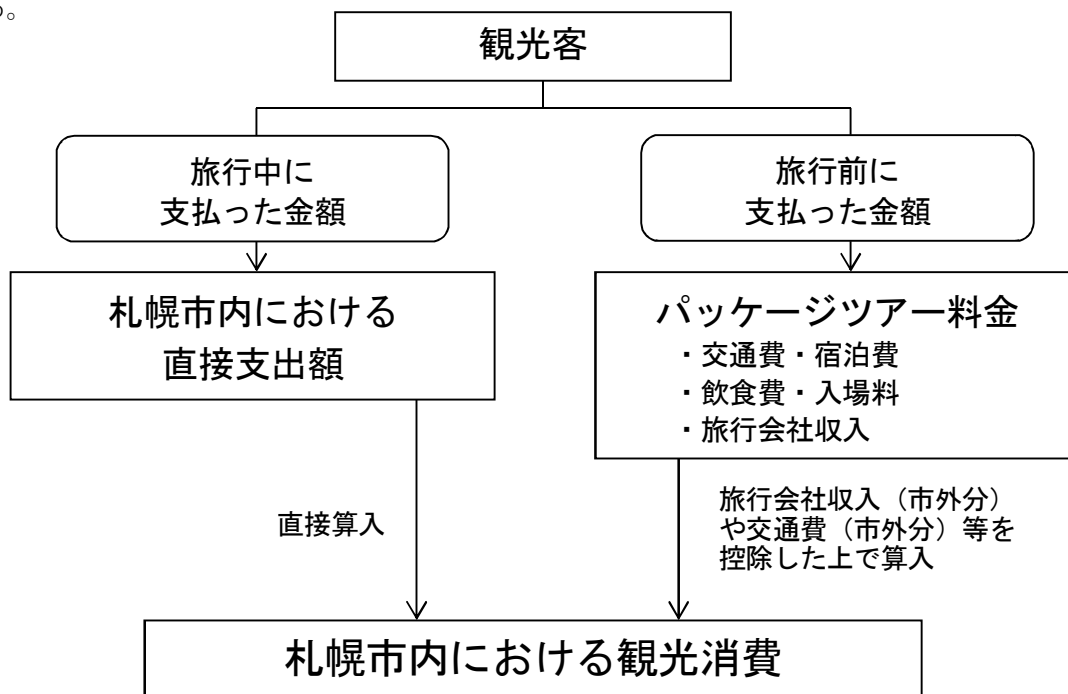 る。
観光客
旅行中に
支払った金額
旅行前に
支払った金額
札幌市内における
直接支出額
パッケージツアー料金
・交通費・宿泊費
・飲食費・入場料
・旅行会社収入
直接算入
旅行会社収入（市外分）
や交通費（市外分）等を
控除した上で算入
札幌市内における観光消費